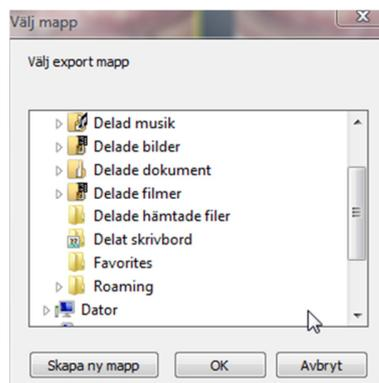 Välj mapp
Välj export mapp
Delad musik
Delade bilder
Delade dokument
Delade filmer
Delade hämtade filer
Delat skrivbord
Favorites
Roaming
Dator
Skapa ny mapp
OK
Avbryt